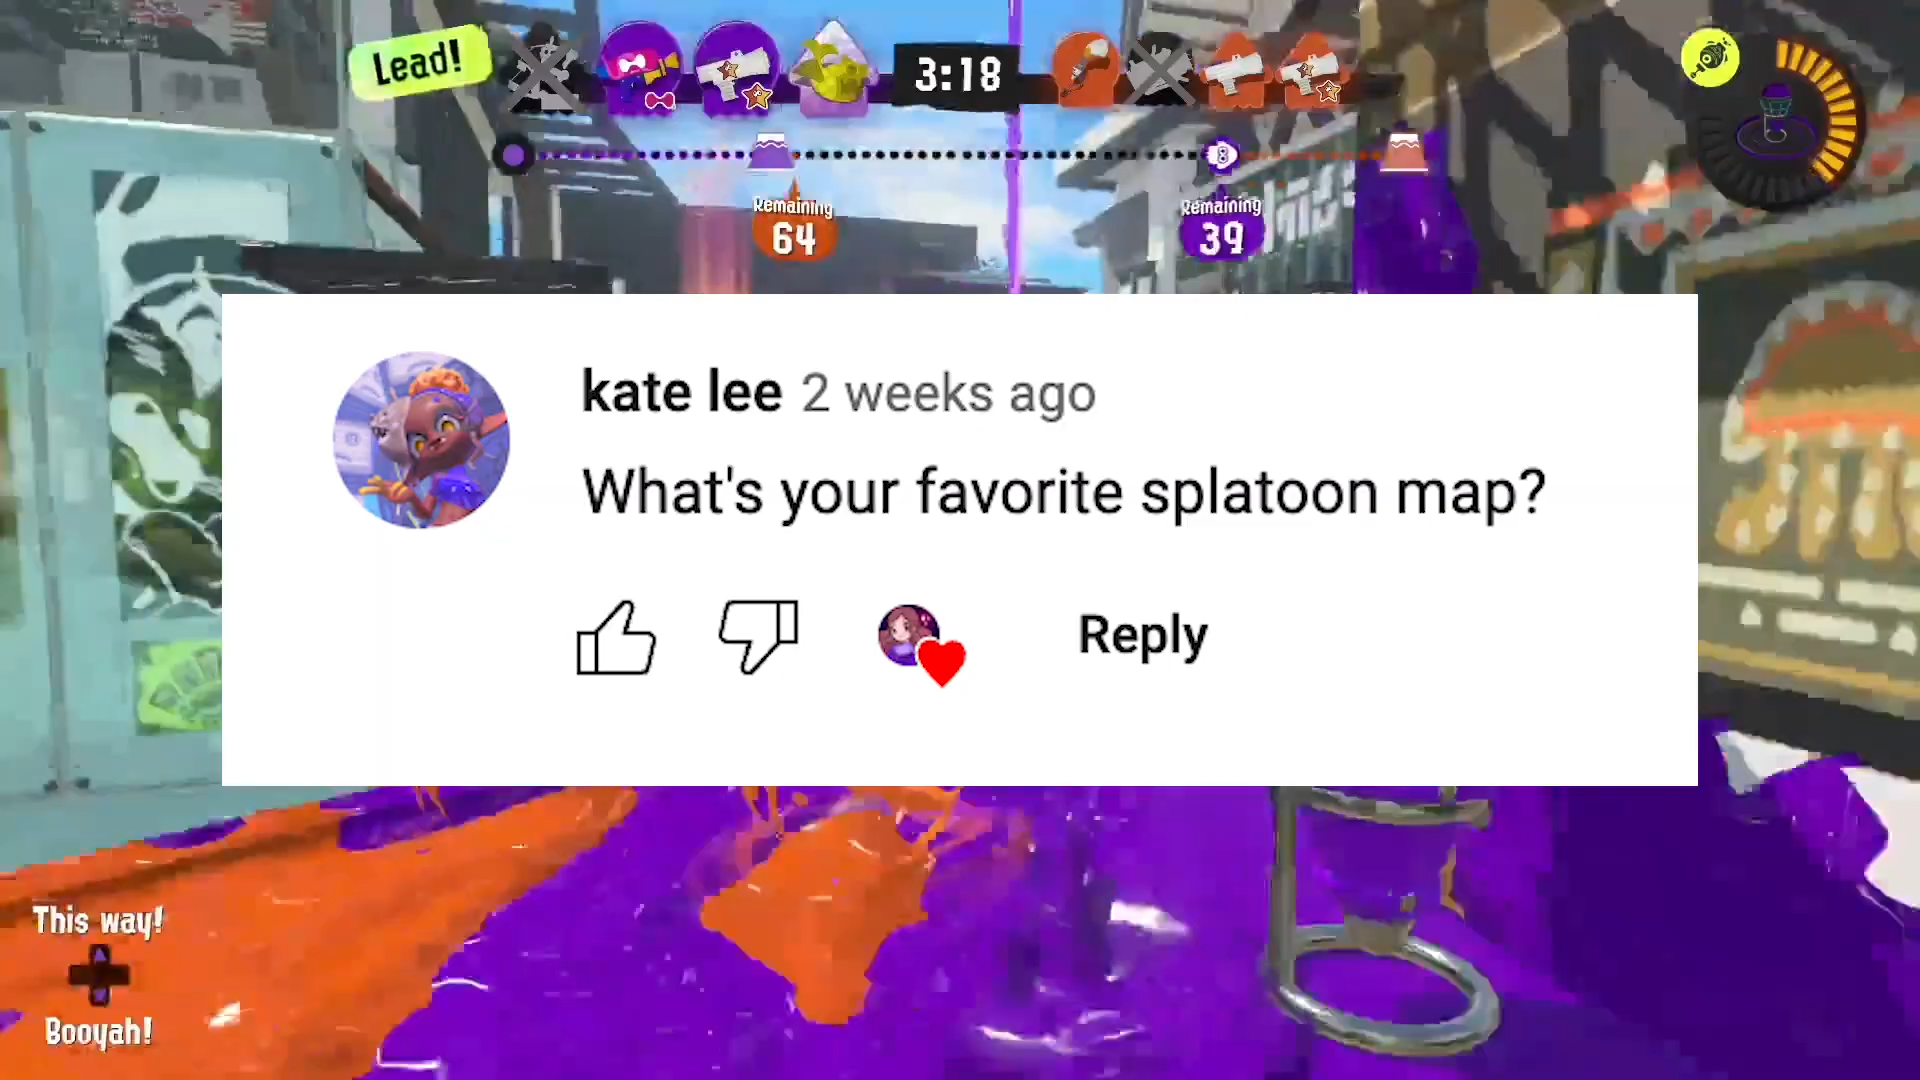 Lead!
3:18
Remaining
64
Remaining
39
8
kate lee 2 weeks ago
What's your favorite splatoon map?
Reply
This way!
Booyah!